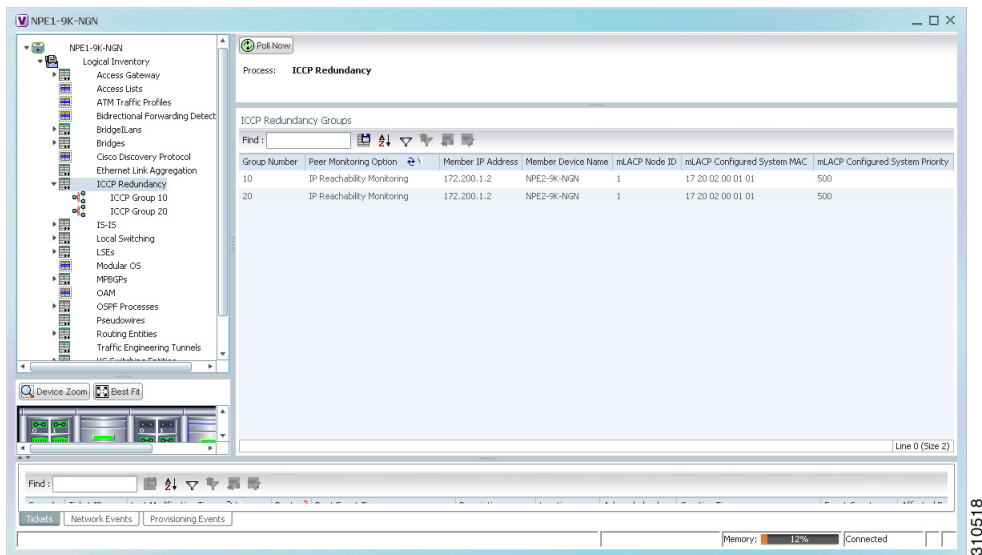 NPE1-9K-NGN
NPE1-9K-NGN
Logical Inventory
Access Gateway
Access Lists
ATM Traffic Profiles
Bidirectional Forwarding Detect
BridgeILans
Bridges
Cisco Discovery Protocol
Ethernet Link Aggregation
ICCP Redundancy
ICCP Group 10
ICCP Group 20
IS-IS
Local Switching
LSEs
Modular OS
MPBGPs
OAM
OSPF Processes
Pseudowires
Routing Entities
Traffic Engineering Tunnels
Device Zoom Best Fit
Poll Now
Process: ICCP Redundancy
ICCP Redundancy Groups
Find :
Group Number Peer Monitoring Option Member IP Address Member Device Name mLACP Node ID mLACP Configured System MAC mLACP Configured System Priority
10 IP Reachability Monitoring 172.200.1.2 NPE2-9K-NGN 1 17 20 02 00 01 01 500
20 IP Reachability Monitoring 172.200.1.2 NPE2-9K-NGN 1 17 20 02 00 01 01 500
Line 0 (Size 2)
Find :
Tickets Network Events Provisioning Events
Memory: 12% Connected
310518